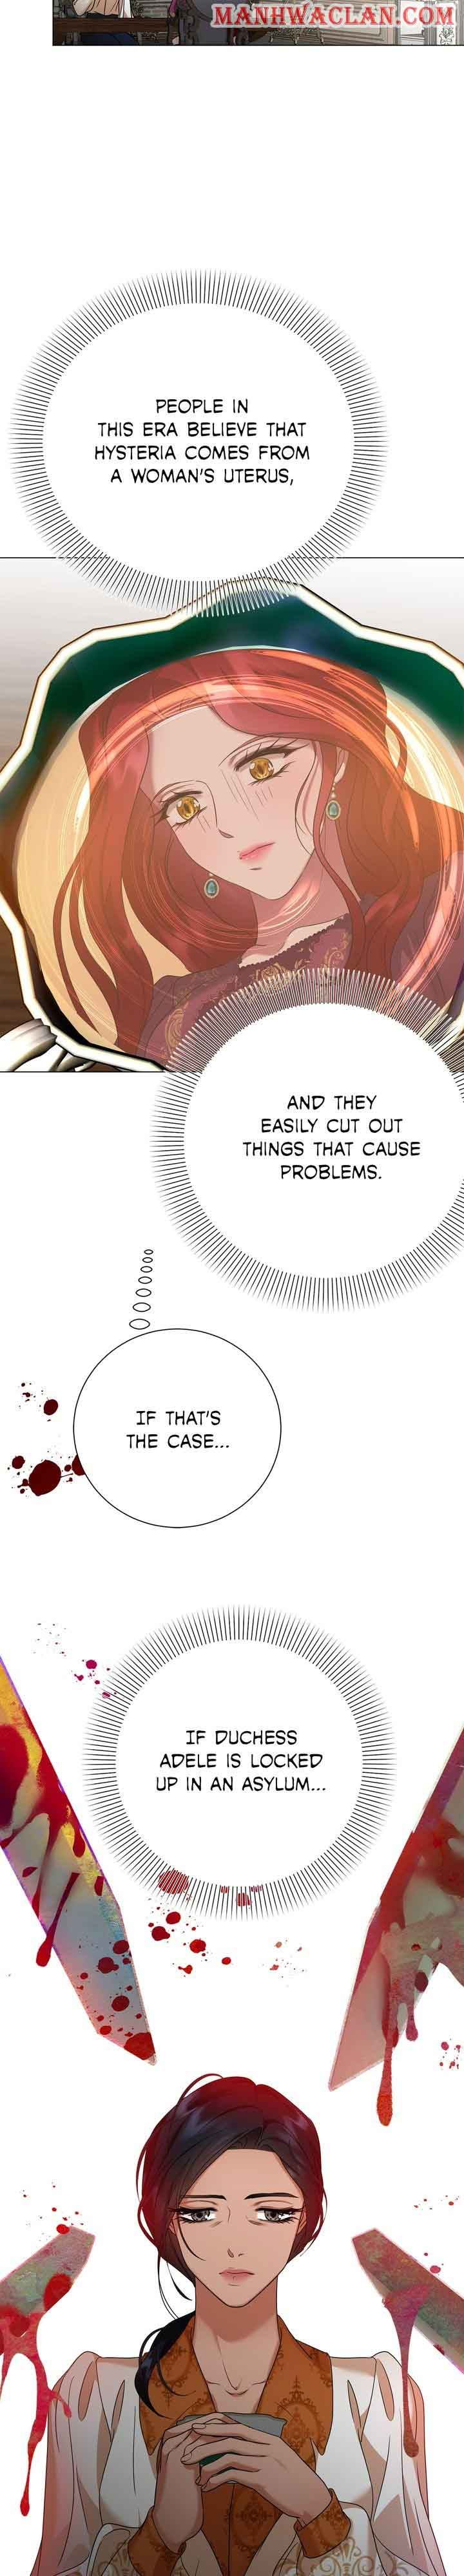 MANHWACLAN.COM
PEOPLE IN
THIS ERA BELIEVE THAT
HYSTERIA COMES FROM
A WOMAN'S UTERUS,
AND THEY
EASILY CUT OUT
THINGS THAT CAUSE
PROBLEMS.
IF THAT'S
THE CASE...
IF DUCHESS
ADELE IS LOCKED
UP IN AN ASYLUM...